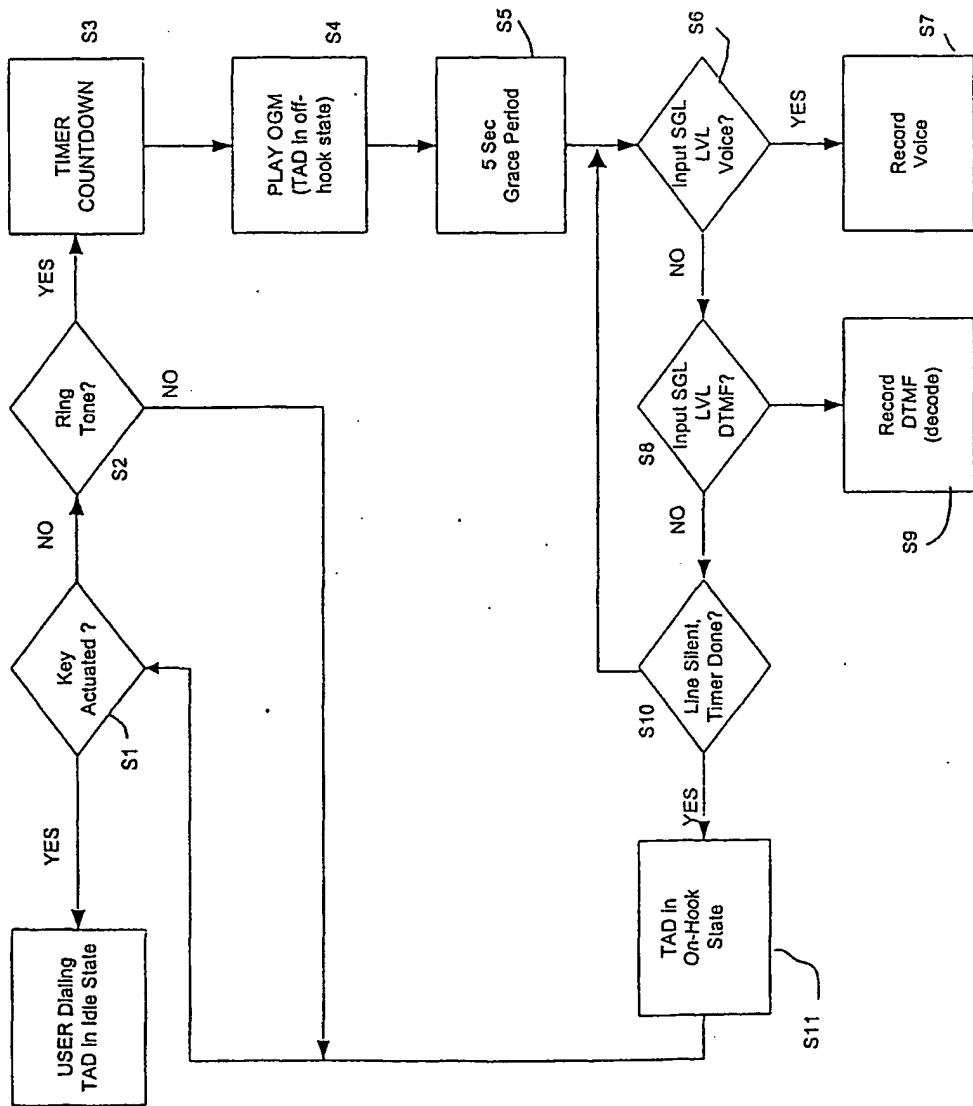 USER Dialing
TAD In Idle State
YES
Key
Actuated ?
S1
NO
Ring
Tone?
S2
NO
YES
TIMER
COUNTDOWN
S3
PLAY OGM
(TAD in off-
hook state)
S4
5 Sec
Grace Period
S5
Input SGL
LVL
Voice?
S6
YES
Record
Voice
S7
NO
Input SGL
LVL
DTMF?
S8
Record
DTMF
(decode)
S9
NO
Line Silent,
Timer Done?
S10
YES
TAD in
On-Hook
State
S11